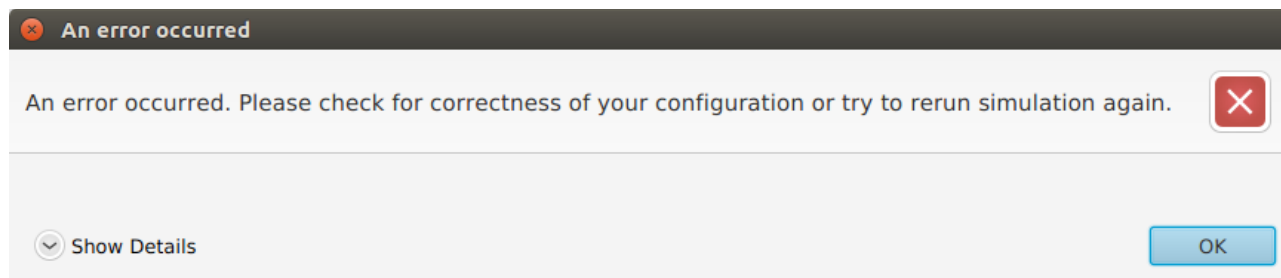 An error occurred
An error occurred. Please check for correctness of your configuration or try to rerun simulation again.
Show Details
OK